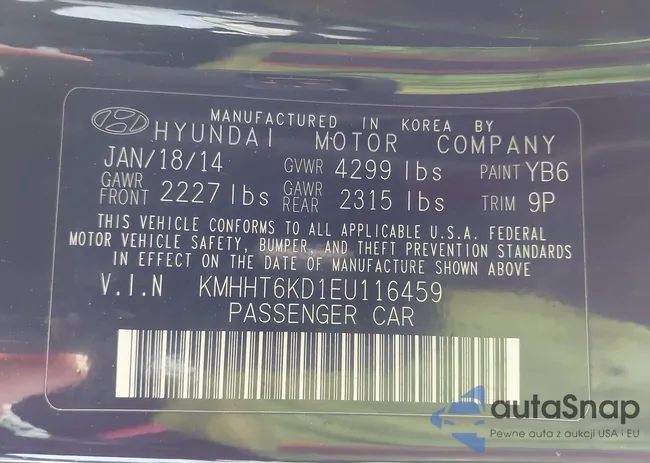 MANUFACTURED IN KOREA BY
HYUNDAI MOTOR COMPANY
JAN/18/14 GVWR 4299 lbs PAINT YB6
GAWR FRONT 2227 lbs GAWR REAR 2315 lbs TRIM 9P
THIS VEHICLE CONFORMS TO ALL APPLICABLE U.S.A. FEDERAL
MOTOR VEHICLE SAFETY, BUMPER, AND THEFT PREVENTION STANDARDS
IN EFFECT ON THE DATE OF MANUFACTURE SHOWN ABOVE
V.I.N KMHHT6KD1EU116459
PASSENGER CAR
autaSnap
Pewne auta z aukcji USA i EU